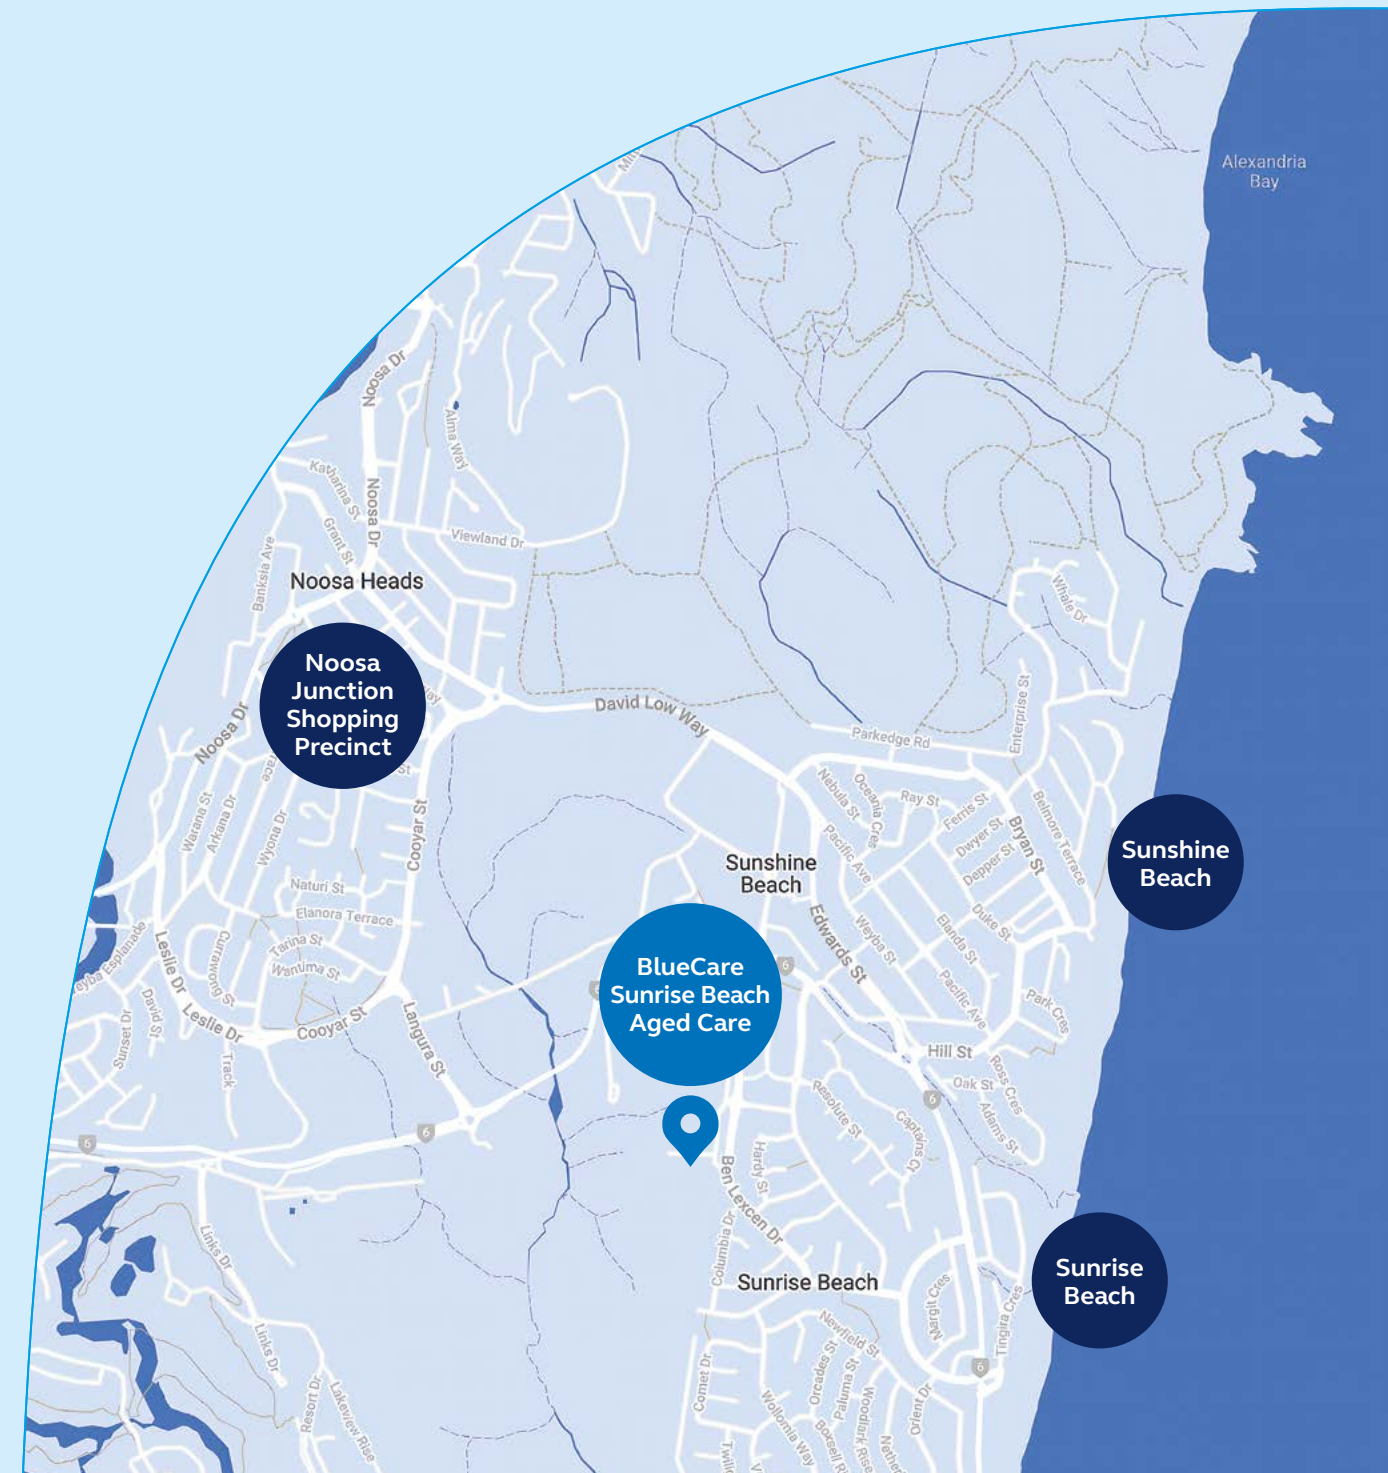 Alexandria
Bay
Noosa Dr
Alma Way
Katharina St
Noosa Dr
Grant St
Viewland Dr
Banksia Ave
Noosa Heads
Whale Dr
Noosa
Junction
Shopping
Precinct
Noosa Dr
David Low Way
Parkedge Rd
Enterprise St
St
Warana St
Arkana Dr
Wyona Dr
Cooyar St
Nebula St
Oceania Cres
Ray St
Ferris St
Dwyer St
Depper St
Bryan St
Belmore Terrace
Pacific Ave
Sunshine
Beach
Sunshine
Beach
Naturi St
Elanora Terrace
Tarina St
Wantima St
Currawong St
Leslie Dr
Leslie Dr
eyba Esplanade
David St
Sunset Dr
Track
Cooyar St
Langura St
BlueCare
Sunrise Beach
Aged Care
6
Edwards St
Weyba St
Elanda St
Duke St
Pacific Ave
Park Cres
Hill St
Ross Cres
Oak St
Adams St
6
Resolute St
Captains Ct
6
6
Hardy St
Ben Lexcen Dr
Columbia Dr
Sunrise Beach
Sunrise
Beach
Links Dr
Links Dr
Resort Dr
Lakeview Rise
Margit Cres
Tingira Cres
6
Newfield St
Orcades St
Paluma St
Woodlark Rise
Orient Dr
Comet Dr
Wollomia Way